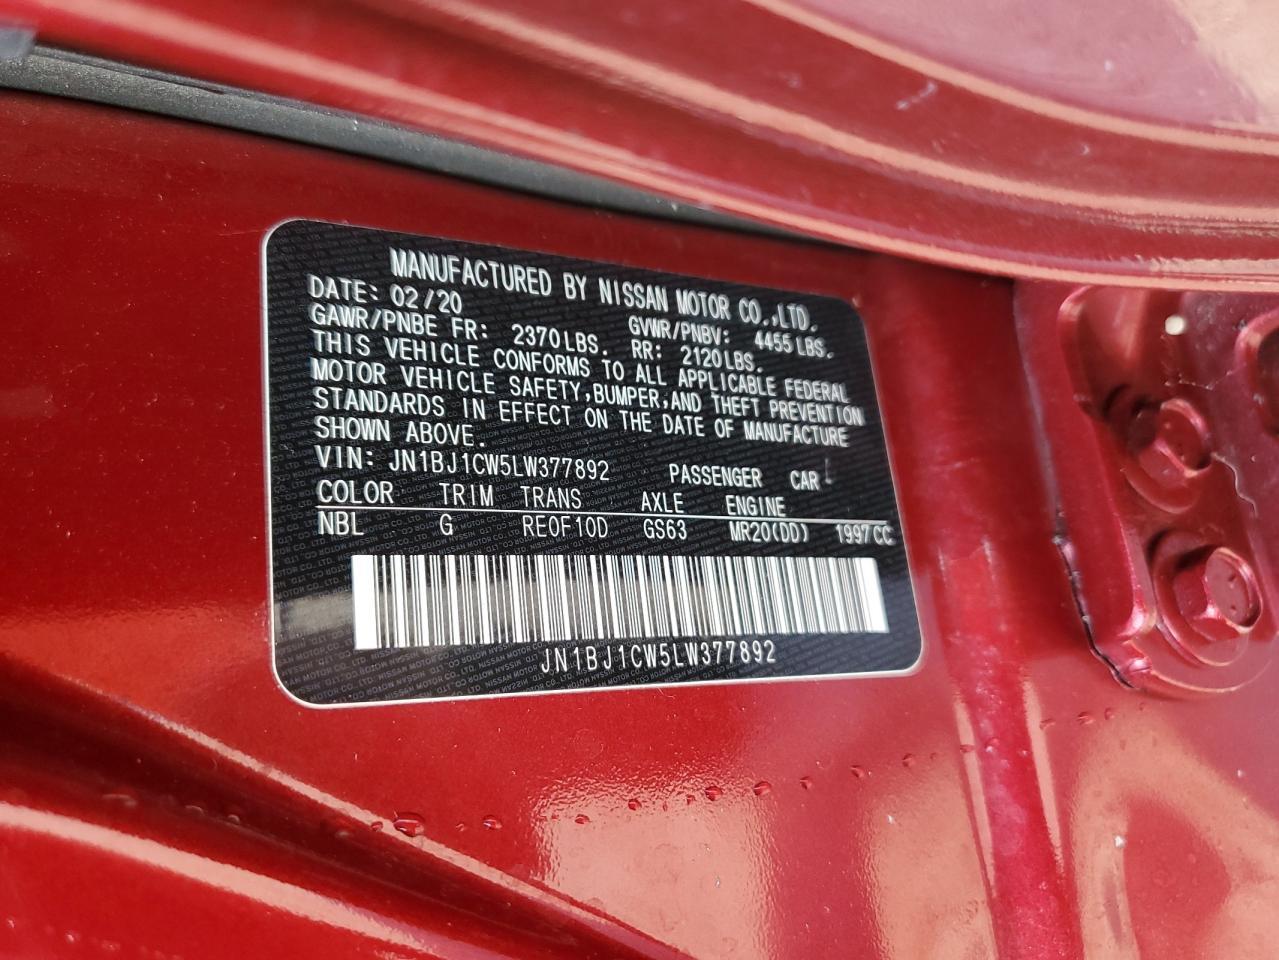 MANUFACTURED BY NISSAN MOTOR CO.,LTD.
DATE: 02/20 GVWR/PNBV: 4455LBS.
GAWR/PNBE FR: 2370LBS. RR: 2120LBS.
THIS VEHICLE CONFORMS TO ALL APPLICABLE FEDERAL
MOTOR VEHICLE SAFETY,BUMPER,AND THEFT PREVENTION
STANDARDS IN EFFECT ON THE DATE OF MANUFACTURE
SHOWN ABOVE.
VIN: JN1BJ1CW5LW377892 PASSENGER CAR
COLOR TRIM TRANS AXLE ENGINE
NBL G RE0F10D GS63 MR20(DD) 1997CC
JN1BJ1CW5LW377892